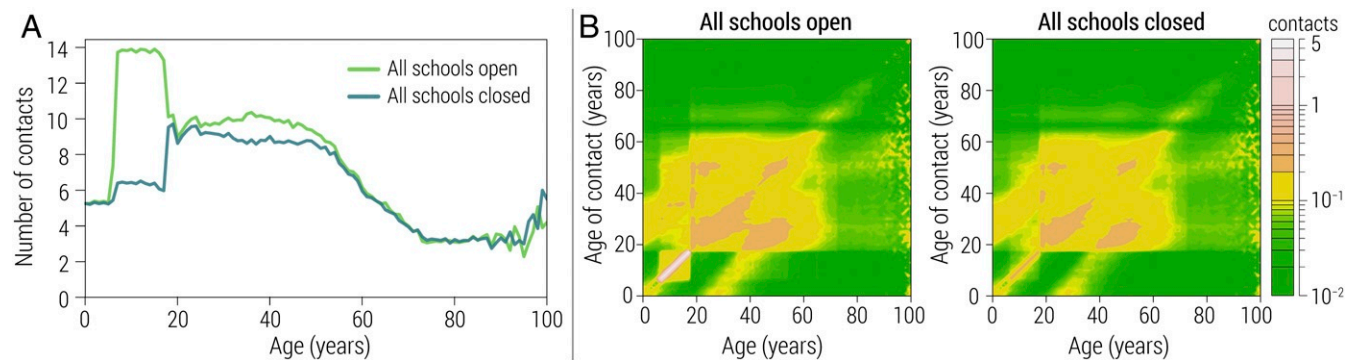 A
Number of contacts
14
12
10
8
6
4
2
0
0 20 40 60 80 100
Age (years)
All schools open
All schools closed
B
All schools open
Age of contact (years)
100
80
60
40
20
0
0 20 40 60 80 100
Age (years)
All schools closed
Age of contact (years)
100
80
60
40
20
0
0 20 40 60 80 100
Age (years)
contacts
5
1
10⁻¹
10⁻²